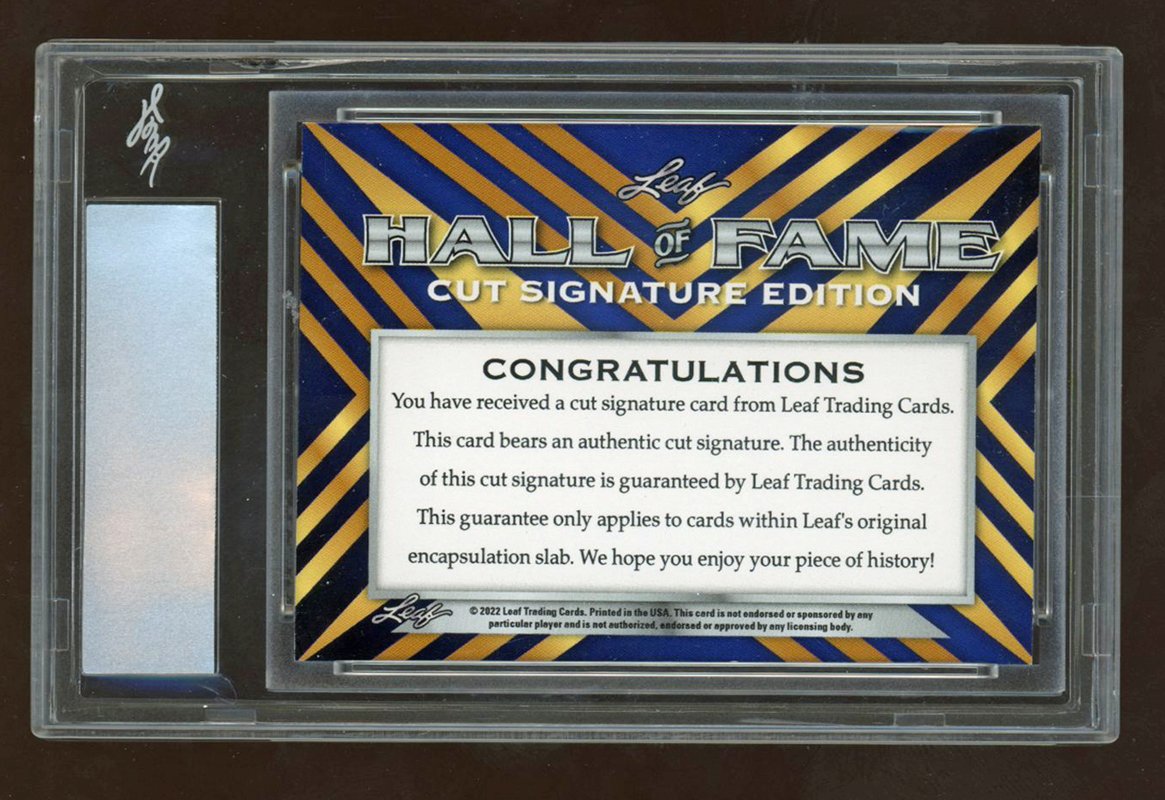 Leaf
HALL OF FAME
CUT SIGNATURE EDITION
CONGRATULATIONS
You have received a cut signature card from Leaf Trading Cards.
This card bears an authentic cut signature. The authenticity
of this cut signature is guaranteed by Leaf Trading Cards.
This guarantee only applies to cards within Leaf's original
encapsulation slab. We hope you enjoy your piece of history!
Leaf
© 2022 Leaf Trading Cards. Printed in the USA. This card is not endorsed or sponsored by any
particular player and is not authorized, endorsed or approved by any licensing body.